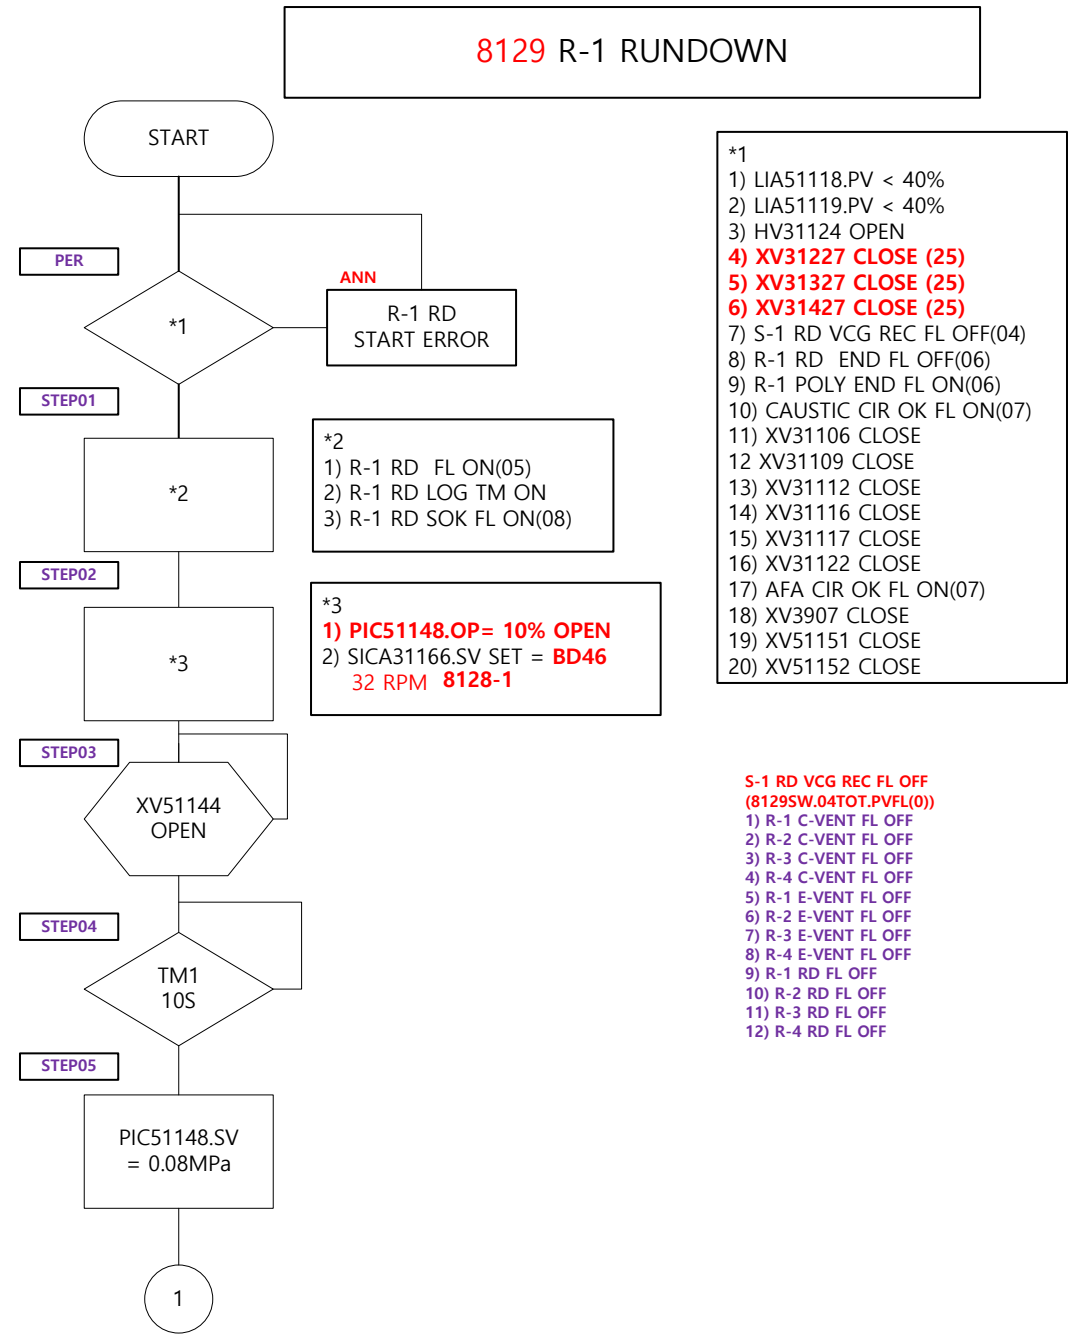 8129 R-1 RUNDOWN
START
PER
*1
ANN
R-1 RD
START ERROR
STEP01
*2
*2
1) R-1 RD  FL ON(05)
2) R-1 RD LOG TM ON
3) R-1 RD SOK FL ON(08)
STEP02
*3
*3
1) PIC51148.OP= 10% OPEN
2) SICA31166.SV SET = BD46
32 RPM  8128-1
STEP03
XV51144
OPEN
STEP04
TM1
10S
STEP05
PIC51148.SV
= 0.08MPa
1
*1
1) LIA51118.PV < 40%
2) LIA51119.PV < 40%
3) HV31124 OPEN
4) XV31227 CLOSE (25)
5) XV31327 CLOSE (25)
6) XV31427 CLOSE (25)
7) S-1 RD VCG REC FL OFF(04)
8) R-1 RD  END FL OFF(06)
9) R-1 POLY END FL ON(06)
10) CAUSTIC CIR OK FL ON(07)
11) XV31106 CLOSE
12 XV31109 CLOSE
13) XV31112 CLOSE
14) XV31116 CLOSE
15) XV31117 CLOSE
16) XV31122 CLOSE
17) AFA CIR OK FL ON(07)
18) XV3907 CLOSE
19) XV51151 CLOSE
20) XV51152 CLOSE
S-1 RD VCG REC FL OFF
(8129SW.04TOT.PVFL(0))
1) R-1 C-VENT FL OFF
2) R-2 C-VENT FL OFF
3) R-3 C-VENT FL OFF
4) R-4 C-VENT FL OFF
5) R-1 E-VENT FL OFF
6) R-2 E-VENT FL OFF
7) R-3 E-VENT FL OFF
8) R-4 E-VENT FL OFF
9) R-1 RD FL OFF
10) R-2 RD FL OFF
11) R-3 RD FL OFF
12) R-4 RD FL OFF